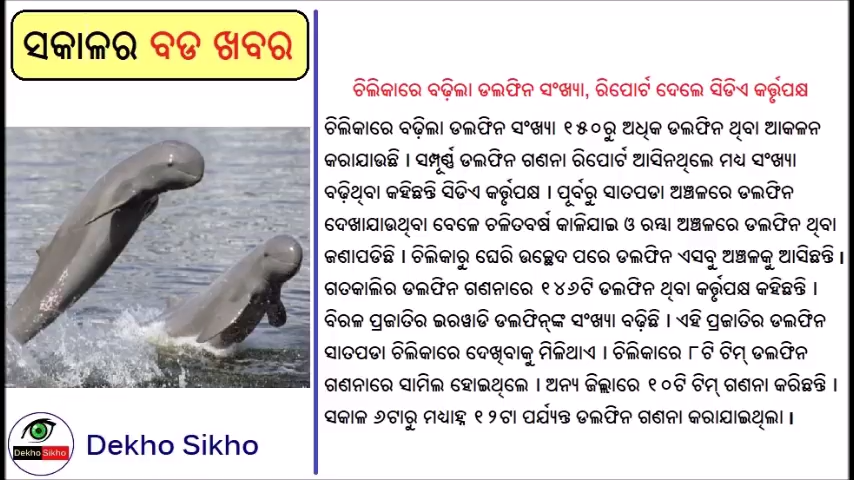 ସକାଳର ବଡ ଖବର
ଚିଲିକାରେ ବଢ଼ିଲା ଡଲଫିନ ସଂଖ୍ୟା, ରିପୋର୍ଟ ଦେଲେ ସିଡିଏ କର୍ତ୍ତୃପକ୍ଷ
ଚିଲିକାରେ ବଢ଼ିଲା ଡଲଫିନ ସଂଖ୍ୟା ୧୫୦ରୁ ଅଧିକ ଡଲଫିନ ଥିବା ଆକଳନ
କରାଯାଉଛି । ସମ୍ପୂର୍ଣ୍ଣ ଡଲଫିନ ଗଣନା ରିପୋର୍ଟ ଆସିନଥିଲେ ମଧ୍ୟ ସଂଖ୍ୟା
ବଢ଼ିଥିବା କହିଛନ୍ତି ସିଡିଏ କର୍ତ୍ତୃପକ୍ଷ । ପୂର୍ବରୁ ସାତପଡା ଅଞ୍ଚଳରେ ଡଲଫିନ
ଦେଖାଯାଉଥିବା ବେଳେ ଚଳିତବର୍ଷ କାଳିଯାଇ ଓ ରମ୍ଭା ଅଞ୍ଚଳରେ ଡଲଫିନ ଥିବା
ଜଣାପଡିଛି । ଚିଲିକାରୁ ଘେରି ଉଚ୍ଛେଦ ପରେ ଡଲଫିନ ଏସବୁ ଅଞ୍ଚଳକୁ ଆସିଛନ୍ତି ।
ଗତକାଲିର ଡଲଫିନ ଗଣନାରେ ୧୪୬ଟି ଡଲଫିନ ଥିବା କର୍ତ୍ତୃପକ୍ଷ କହିଛନ୍ତି ।
ବିରଳ ପ୍ରଜାତିର ଇରୱାଡି ଡଲଫିନ୍‌ଙ୍କ ସଂଖ୍ୟା ବଢ଼ିଛି । ଏହି ପ୍ରଜାତିର ଡଲଫିନ
ସାତପଡା ଚିଲିକାରେ ଦେଖିବାକୁ ମିଳିଥାଏ । ଚିଲିକାରେ ୮ଟି ଟିମ୍ ଡଲଫିନ
ଗଣନାରେ ସାମିଲ ହୋଇଥିଲେ । ଅନ୍ୟ ଜିଲ୍ଲାରେ ୧୦ଟି ଟିମ୍ ଗଣନା କରିଛନ୍ତି ।
ସକାଳ ୬ଟାରୁ ମଧ୍ୟାହ୍ନ ୧୨ଟା ପର୍ଯ୍ୟନ୍ତ ଡଲଫିନ ଗଣନା କରାଯାଇଥିଲା ।
Dekho Sikho
Dekho Sikho